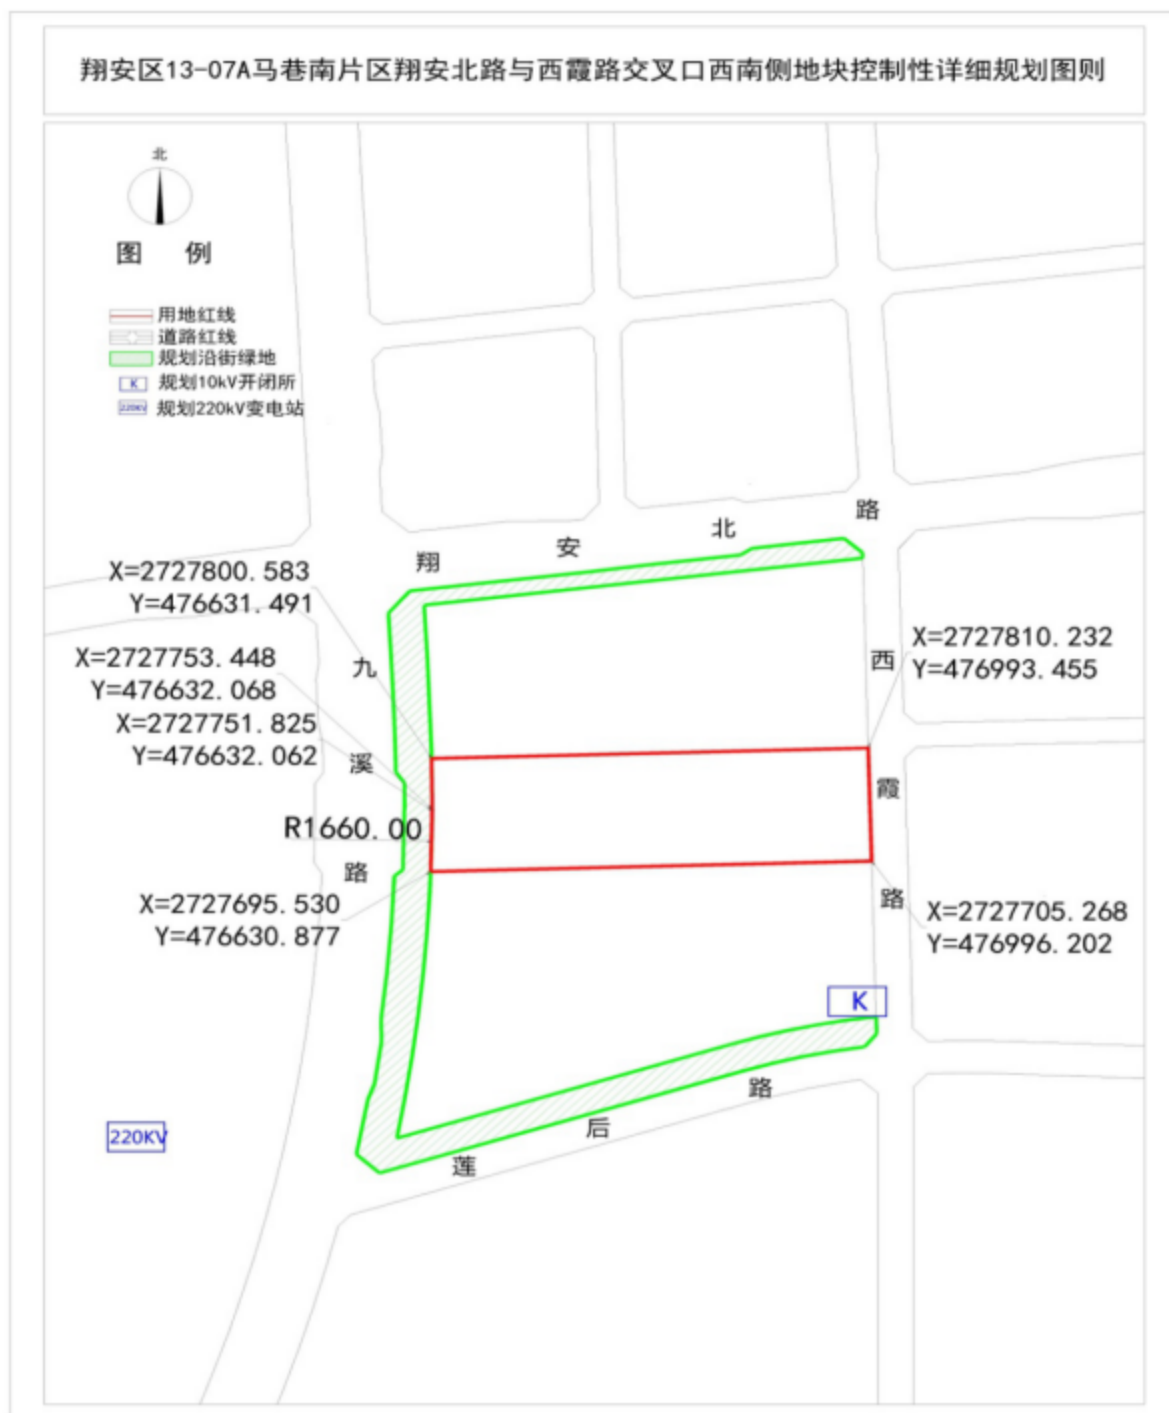 翔安区13-07A马巷南片区翔安北路与西霞路交叉口西南侧地块控制性详细规划图则
北
图 例
用地红线
道路红线
规划沿街绿地
K 规划10kV开闭所
220KV 规划220kV变电站
翔 安 北 路
X=2727800.583
Y=476631.491
X=2727753.448
Y=476632.068
X=2727751.825
Y=476632.062
R1660.00
X=2727695.530
Y=476630.877
九 溪 路
X=2727810.232
Y=476993.455
西 霞 路
X=2727705.268
Y=476996.202
K
220KV
莲 后 路